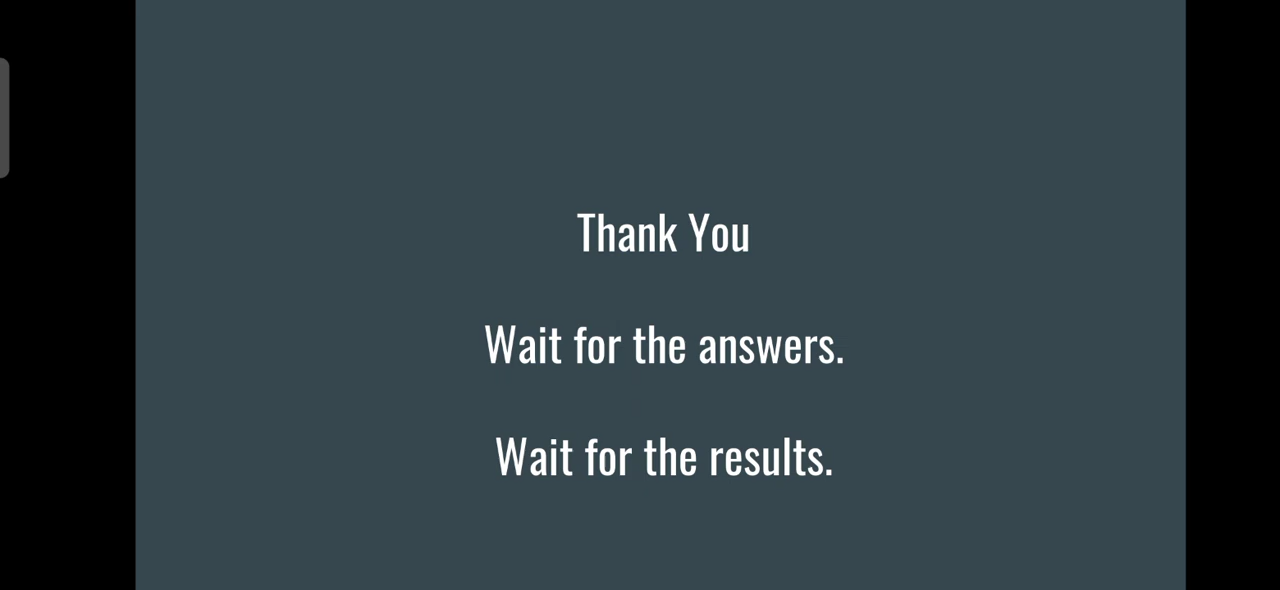 Thank You
Wait for the answers.
Wait for the results.